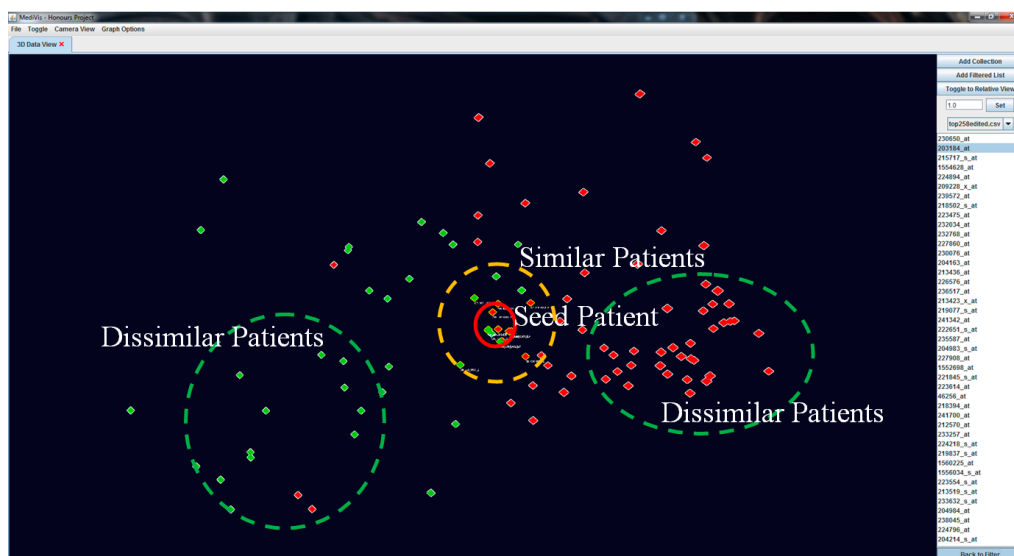 MediVis - Honours Project
File Toggle Camera View Graph Options
3D Data View
Add Collection
Add Filtered List
Toggle to Relative View
1.0 Set
top258edited.csv
230650_at
203184_at
215717_s_at
1554628_at
224894_at
209228_x_at
239572_at
218502_s_at
223475_at
232034_at
232768_at
227860_at
230076_at
204163_at
213436_at
226576_at
236517_at
213423_x_at
219077_s_at
241342_at
222651_s_at
235587_at
204983_s_at
227908_at
1552698_at
221845_s_at
223614_at
46256_at
218394_at
241700_at
212570_at
233257_at
224218_s_at
219837_s_at
1560225_at
1556034_s_at
223554_s_at
213519_s_at
233632_s_at
204984_at
238045_at
224796_at
204214_s_at
Back to Filter
Similar Patients
Seed Patient
Dissimilar Patients
Dissimilar Patients